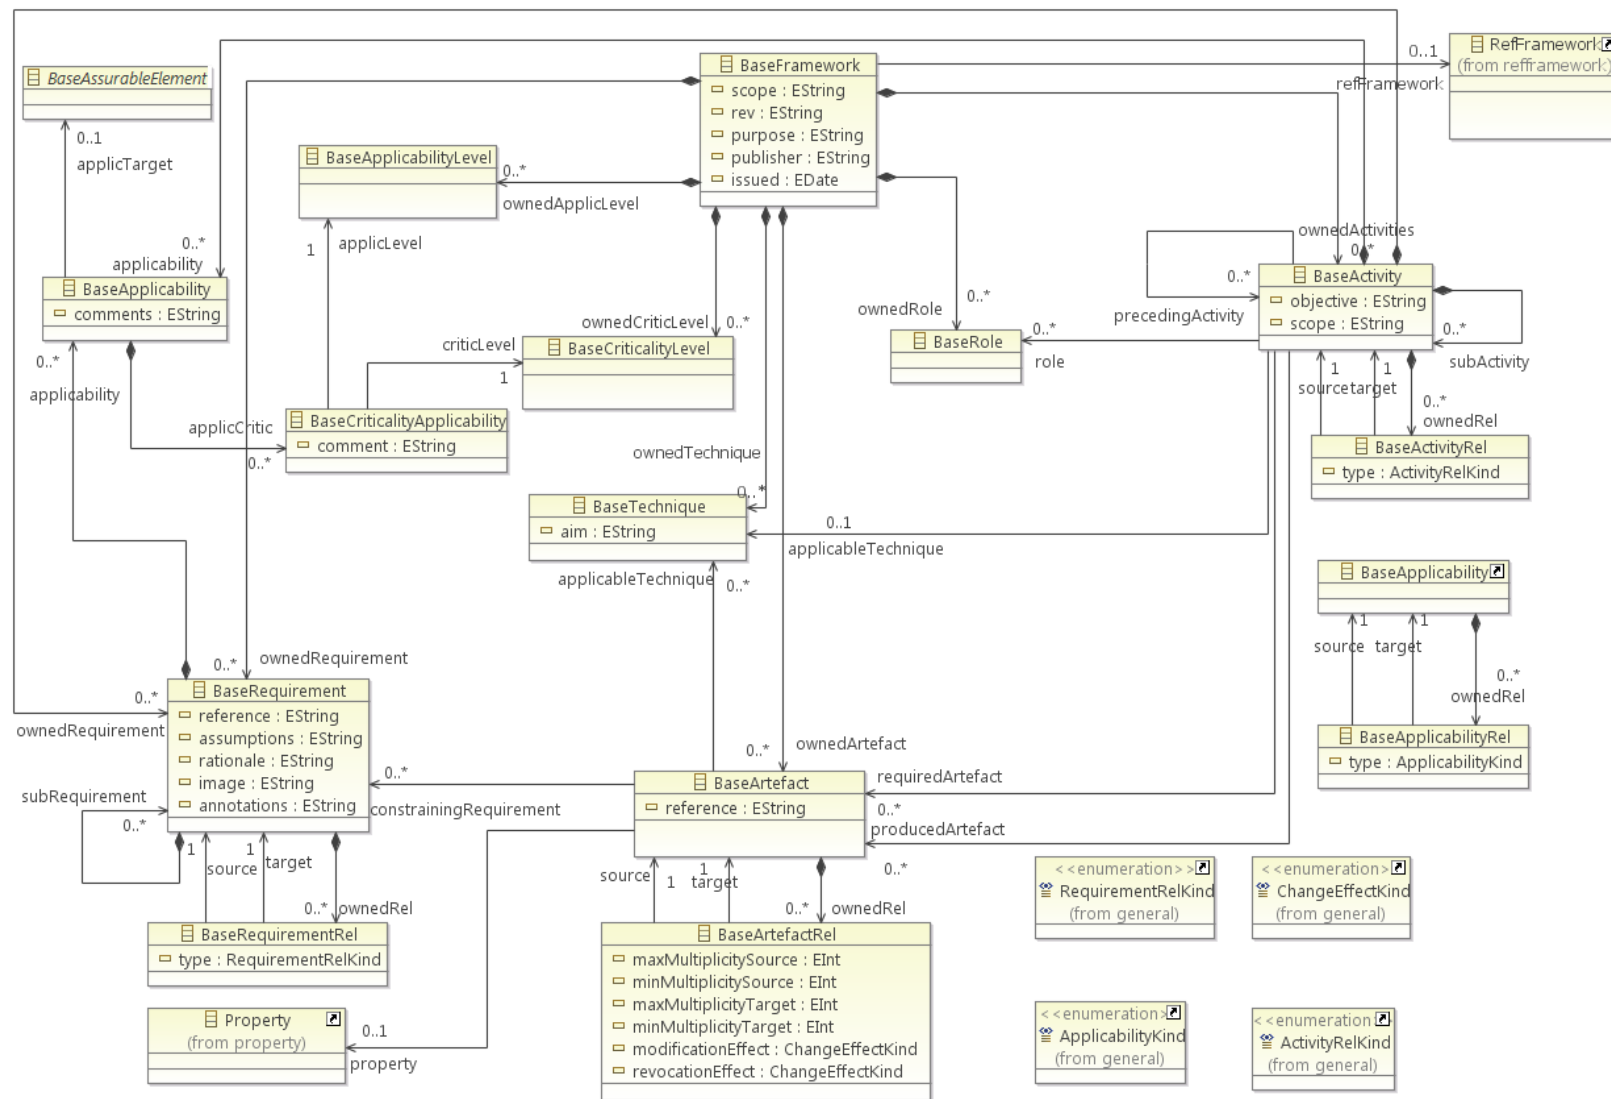 BaseAssurableElement
0..1
applicTarget
0..*
applicability
BaseApplicability
comments : EString
0..*
applicability
BaseApplicabilityLevel
0..*
ownedApplicLevel
1
applicLevel
BaseFramework
scope : EString
rev : EString
purpose : EString
publisher : EString
issued : EDate
0..1
refFramework
RefFramework
(from refframework)
ownedActivities
0..*
BaseActivity
objective : EString
scope : EString
0..*
precedingActivity
0..*
subActivity
0..*
ownedRole
BaseRole
0..*
role
ownedCriticLevel
0..*
BaseCriticalityLevel
criticLevel
1
BaseCriticalityApplicability
comment : EString
applicCritic
0..*
1
source
1
target
0..*
ownedRel
BaseActivityRel
type : ActivityRelKind
ownedTechnique
0..*
BaseTechnique
aim : EString
0..1
applicableTechnique
applicableTechnique
0..*
BaseApplicability
1
source
1
target
0..*
ownedRel
BaseApplicabilityRel
type : ApplicabilityKind
0..*
ownedRequirement
0..*
ownedRequirement
BaseRequirement
reference : EString
assumptions : EString
rationale : EString
image : EString
annotations : EString
subRequirement
0..*
0..*
constrainingRequirement
0..*
ownedArtefact
BaseArtefact
reference : EString
requiredArtefact
0..*
producedArtefact
0..*
1
source
1
target
0..*
ownedRel
BaseRequirementRel
type : RequirementRelKind
source
1
1
target
0..*
ownedRel
BaseArtefactRel
maxMultiplicitySource : EInt
minMultiplicitySource : EInt
maxMultiplicityTarget : EInt
minMultiplicityTarget : EInt
modificationEffect : ChangeEffectKind
revocationEffect : ChangeEffectKind
Property
(from property)
0..1
property
<<enumeration>>
RequirementRelKind
(from general)
<<enumeration>>
ChangeEffectKind
(from general)
<<enumeration>
ApplicabilityKind
(from general)
<<enumeration
ActivityRelKind
(from general)